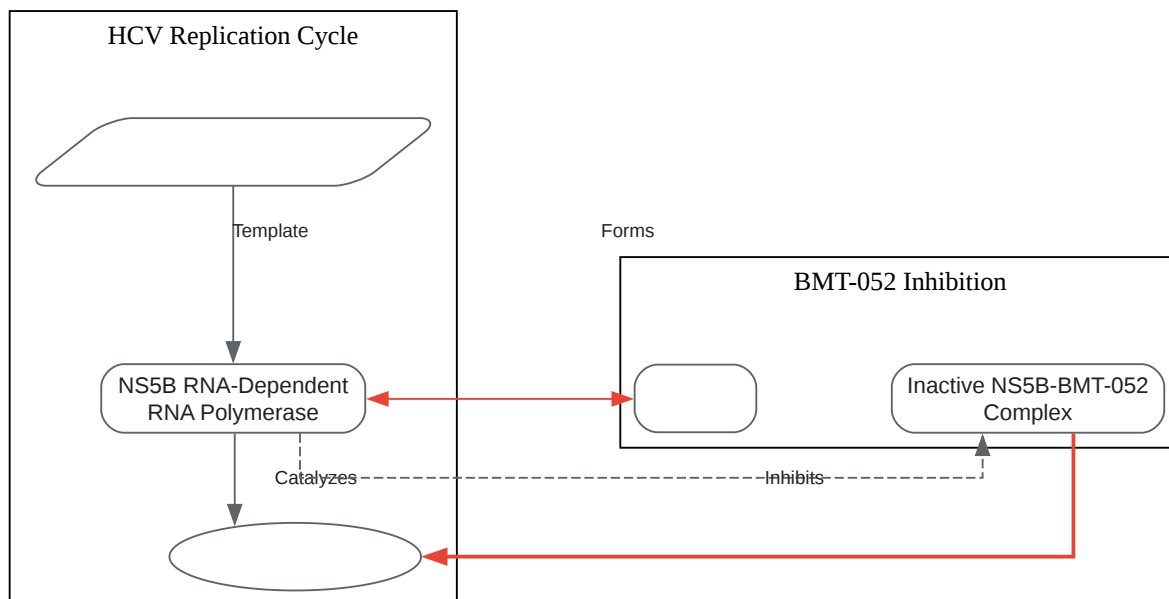 HCV Replication Cycle
Template
Forms
BMT-052 Inhibition
NS5B RNA-Dependent
RNA Polymerase
Inactive NS5B-BMT-052
Complex
Catalyzes
Inhibits